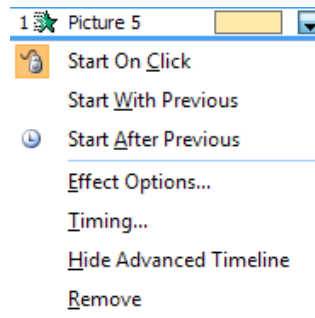 1 Picture 5
Start On Click
Start With Previous
Start After Previous
Effect Options...
Timing...
Hide Advanced Timeline
Remove